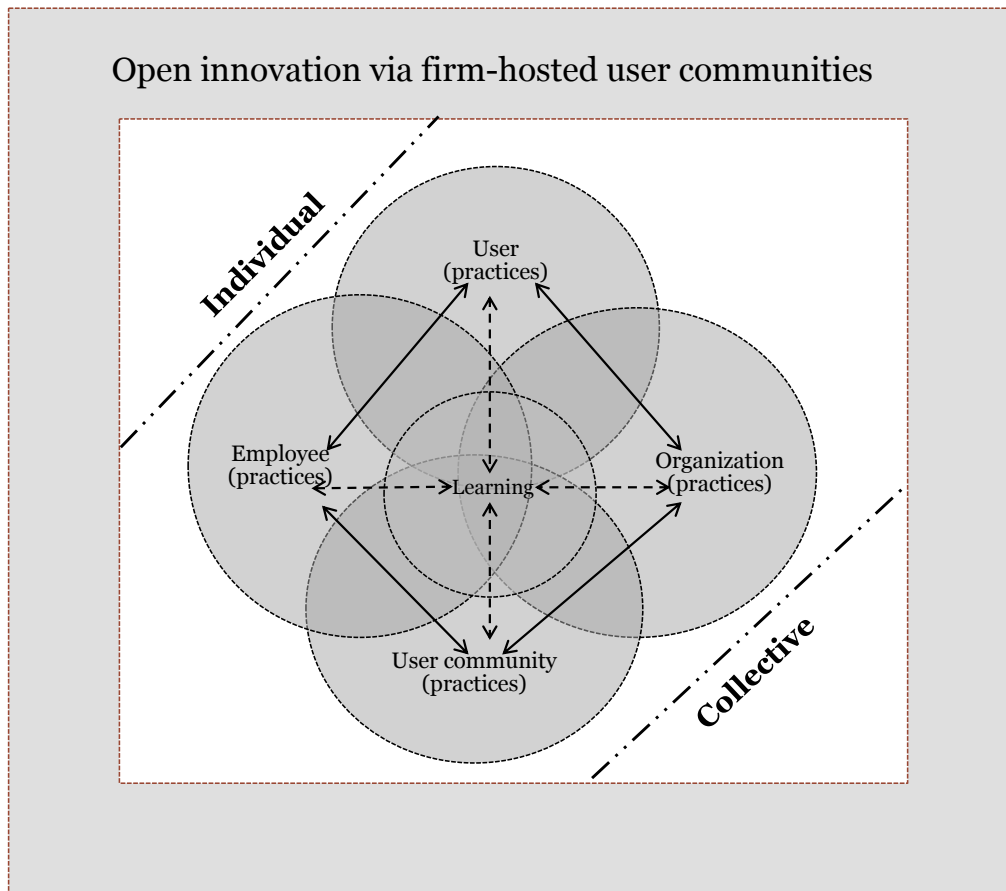 Open innovation via firm-hosted user communities
Individual
User
(practices)
Employee
(practices)
Learning
Organization
(practices)
User community
(practices)
Collective